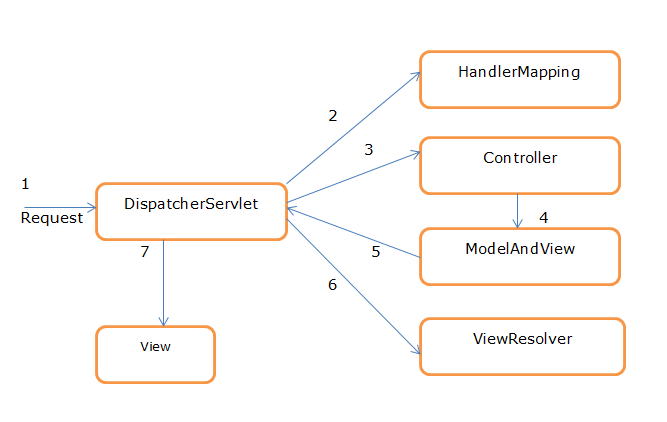 HandlerMapping
2
3
Controller
1
Request
DispatcherServlet
4
7
5
ModelAndView
6
View
ViewResolver